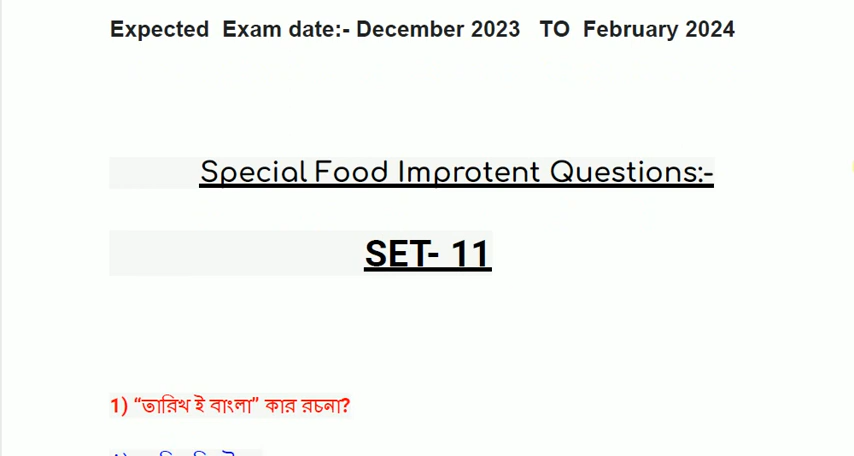 Expected Exam date:- December 2023 TO February 2024
Special Food Improtent Questions:-
SET- 11
1) “তারিখ ই বাংলা” কার রচনা?